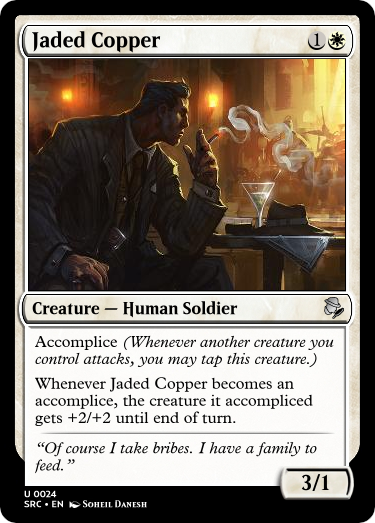 Jaded Copper 1
Creature — Human Soldier
Accomplice (Whenever another creature you
control attacks, you may tap this creature.)
Whenever Jaded Copper becomes an
accomplice, the creature it accompliced
gets +2/+2 until end of turn.
“Of course I take bribes. I have a family to
feed.”
3/1
U 0024
SRC • EN Soheil Danesh